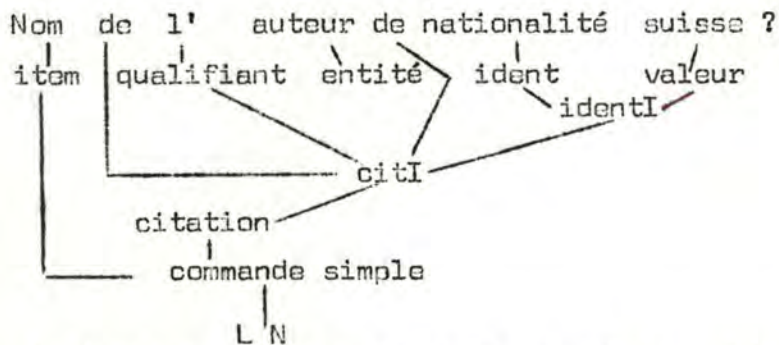 Nom de l' auteur de nationalité suisse ?
item qualifiant entité ident valeur
identI
citI
citation
commande simple
L N